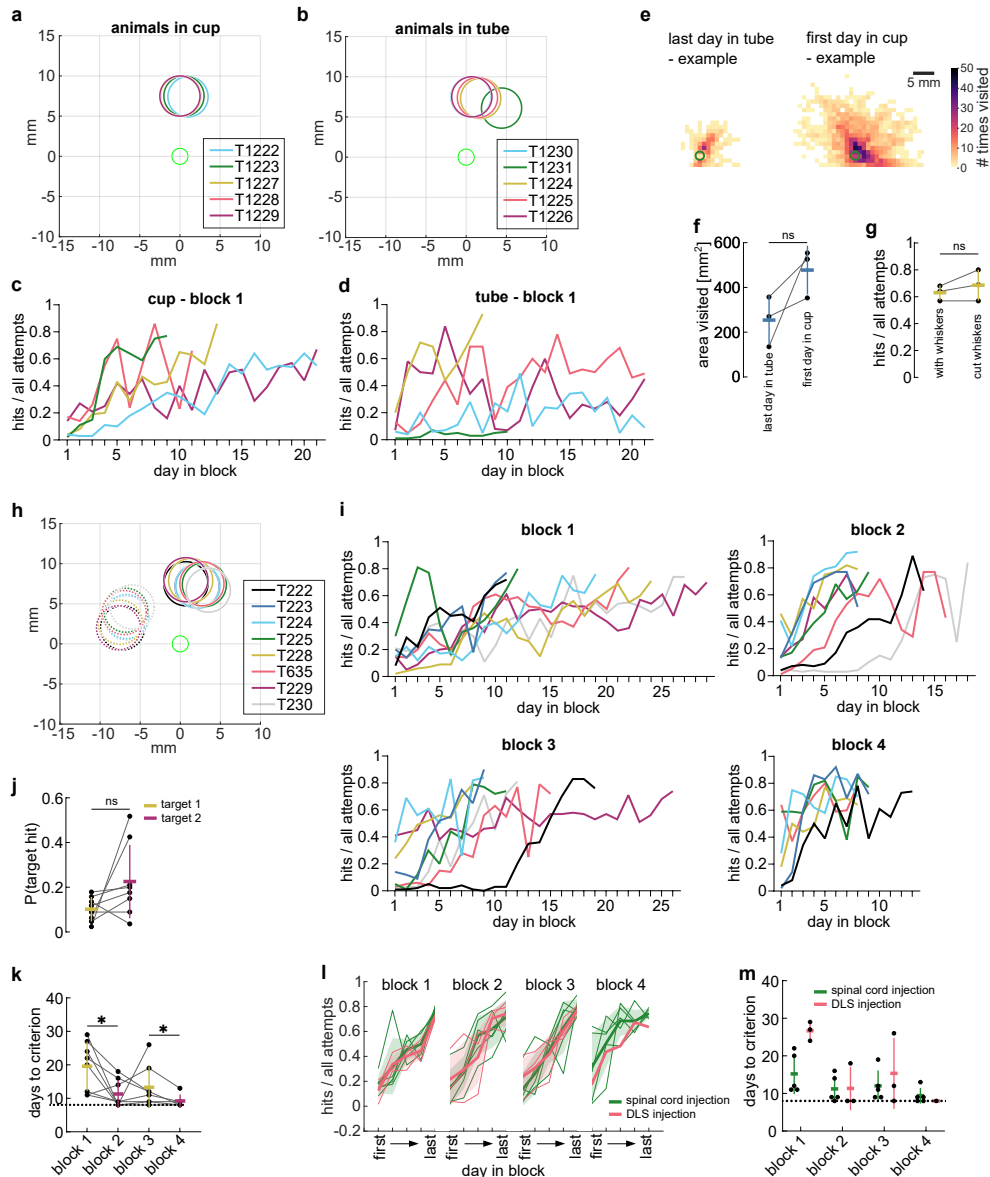 a
animals in cup
15
10
5
0
-5
-10
mm
-15 -10 -5 0 5 10
mm
T1222
T1223
T1227
T1228
T1229
b
animals in tube
15
10
5
0
-5
10
mm
-15 -10 -5 0 5 10
mm
T1230
T1231
T1224
T1225
T1226
e
last day in tube
- example
first day in cup
- example
5 mm
50
40
30
20
10
0
# times visited
f
ns
area visited [mm²]
600
400
200
0
last day in tube
first day in cup
g
ns
hits / all attempts
1
0.8
0.6
0.4
0.2
0
with whiskers
cut whiskers
c
cup - block 1
hits / all attempts
1
0.8
0.6
0.4
0.2
0
1 5 10 15 20
day in block
d
tube - block 1
hits / all attempts
1
0.8
0.6
0.4
0.2
0
1 5 10 15 20
day in block
h
15
10
5
0
-5
-10
mm
-15 -10 -5 0 5 10
mm
T222
T223
T224
T225
T228
T635
T229
T230
i
block 1
hits / all attempts
1
0.8
0.6
0.4
0.2
0
1 5 10 15 20 25
day in block
block 2
hits / all attempts
1
0.8
0.6
0.4
0.2
0
1 5 10 15
day in block
block 3
hits / all attempts
1
0.8
0.6
0.4
0.2
0
1 5 10 15 20 25
day in block
block 4
hits / all attempts
1
0.8
0.6
0.4
0.2
0
1 5 10
day in block
j
ns
target 1
target 2
P(target hit)
0.6
0.4
0.2
0
k
days to criterion
40
30
20
10
0
*
*
block 1
block 2
block 3
block 4
l
block 1 block 2 block 3 block 4
hits / all attempts
1
0.8
0.6
0.4
0.2
0
-0.2
spinal cord injection
DLS injection
first last first last first last first last
day in block
m
spinal cord injection
DLS injection
days to criterion
40
30
20
10
0
block 1
block 2
block 3
block 4